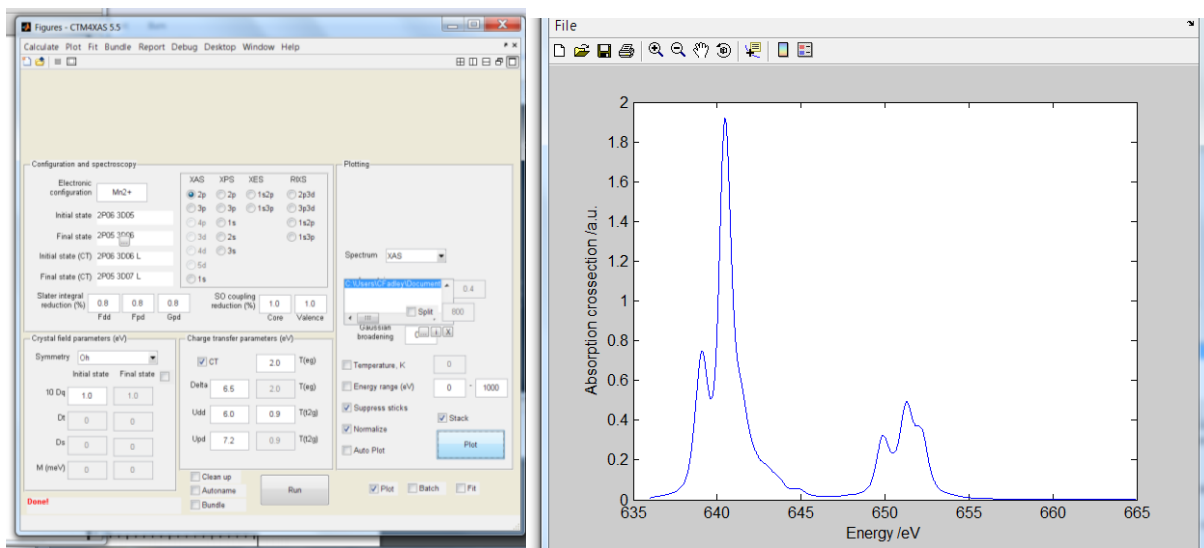 Figures - CTM4XAS 5.5
Calculate Plot Fit Bundle Report Debug Desktop Window Help
Configuration and spectroscopy
Electronic configuration Mn2+
Initial state 2P06 3D05
Final state 2P05 3D06
Initial state (CT) 2P06 3D06 L
Final state (CT) 2P05 3D07 L
XAS XPS XES RIXS
2p 2p 1s2p 2p3d
3p 3p 1s3p 3p3d
4p 1s 1s2p
3d 2s 1s3p
4d 3s
5d
1s
Slater integral reduction (%) 0.8 0.8 0.8
Fdd Fpd Gpd
SO coupling reduction (%) 1.0 1.0
Core Valence
Crystal field parameters (eV)
Symmetry Oh
Initial state Final state
10 Dq 1.0 1.0
Dt 0 0
Ds 0 0
M (meV) 0 0
Done!
Charge transfer parameters (eV)
CT 2.0 T(eg)
Delta 6.5 2.0 T(eg)
Udd 6.0 0.9 T(t2g)
Upd 7.2 0.9 T(t2g)
Clean up
Autoname
Bundle
Run
Plotting
Spectrum XAS
C:\Users\CFadley\Document
0.4
Split 600
Gaussian
broadening
Temperature, K 0
Energy range (eV) 0 - 1000
Suppress sticks
Stack
Normalize
Auto Plot
Plot
Plot Batch Fit
File
2
1.8
1.6
1.4
1.2
1
0.8
0.6
0.4
0.2
0
635 640 645 650 655 660 665
Absorption crossection /a.u.
Energy /eV